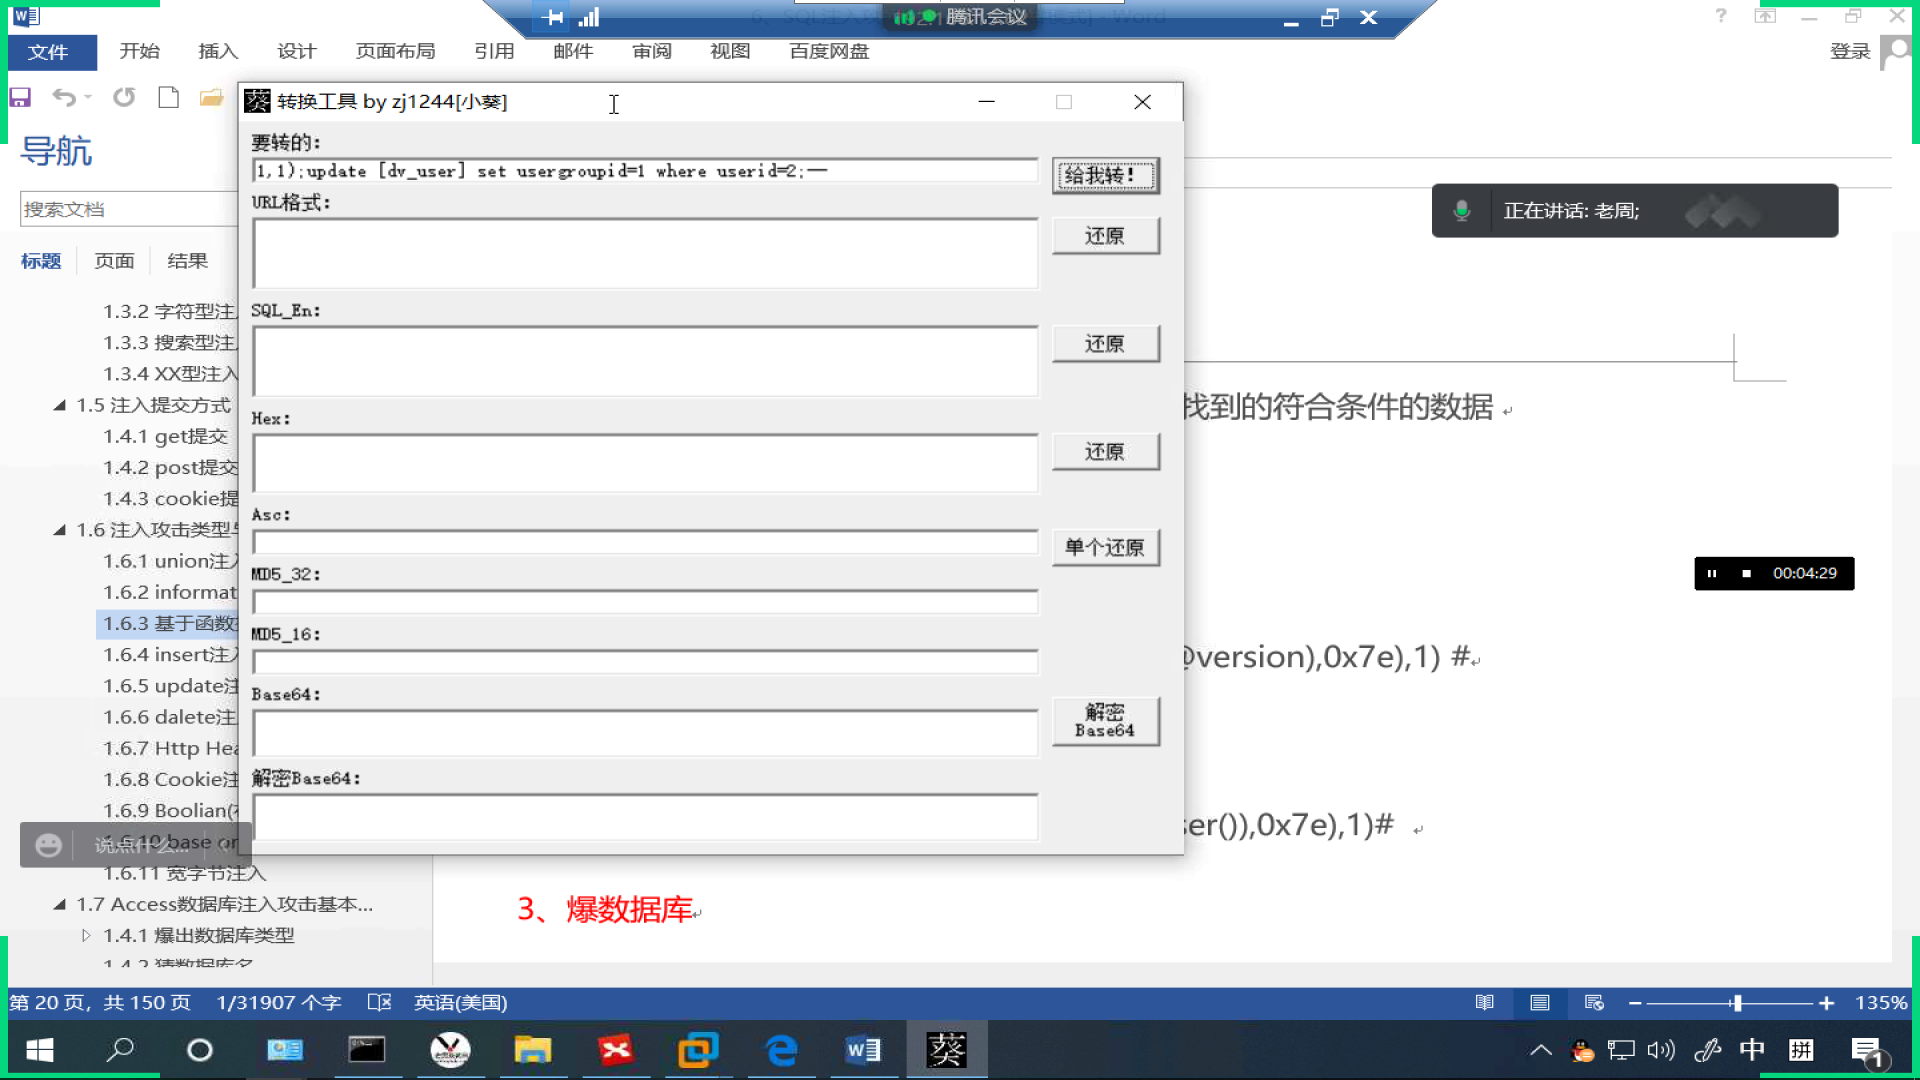 腾讯会议
文件
开始
插入
设计
页面布局
引用
邮件
审阅
视图
百度网盘
登录
导航
搜索文档
标题
页面
结果
1.3.2 字符型注
1.3.3 搜索型注
1.3.4 XX型注入
1.5 注入提交方式
1.4.1 get提交
1.4.2 post提交
1.4.3 cookie提
1.6 注入攻击类型
1.6.1 union注入
1.6.2 informat
1.6.3 基于函数
1.6.4 insert注入
1.6.5 update注
1.6.6 dalete注
1.6.7 Http Hea
1.6.8 Cookie注
1.6.9 Boolian(
1.6.10 base on
说点什么...
1.6.11 宽字节注入
1.7 Access数据库注入攻击基本...
1.4.1 爆出数据库类型
1.4.2 猜数据库名
葵 转换工具 by zj1244[小葵]
要转的:
1,1);update [dv_user] set usergroupid=1 where userid=2;--
给我转!
URL格式:
还原
SQL_En:
还原
Hex:
还原
Asc:
单个还原
MD5_32:
MD5_16:
Base64:
解密
Base64
解密Base64:
正在讲话: 老周;
找到的符合条件的数据
00:04:29
@version),0x7e),1) #
ser()),0x7e),1)#
3、爆数据库
第 20 页，共 150 页
1/31907 个字
英语(美国)
135%
葵
中
拼
1